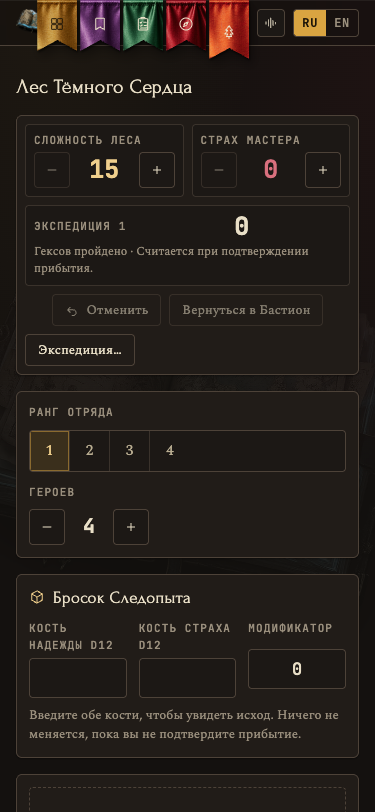 RU EN
Лес Тёмного Сердца
СЛОЖНОСТЬ ЛЕСА
СТРАХ МАСТЕРА
− 15 +
− 0 +
ЭКСПЕДИЦИЯ 1
0
Гексов пройдено · Считается при подтверждении
прибытия.
Отменить
Вернуться в Бастион
Экспедиция…
РАНГ ОТРЯДА
1 2 3 4
ГЕРОЕВ
− 4 +
Бросок Следопыта
КОСТЬ
НАДЕЖДЫ D12
КОСТЬ СТРАХА
D12
МОДИФИКАТОР
0
Введите обе кости, чтобы увидеть исход. Ничего не
меняется, пока вы не подтвердите прибытие.